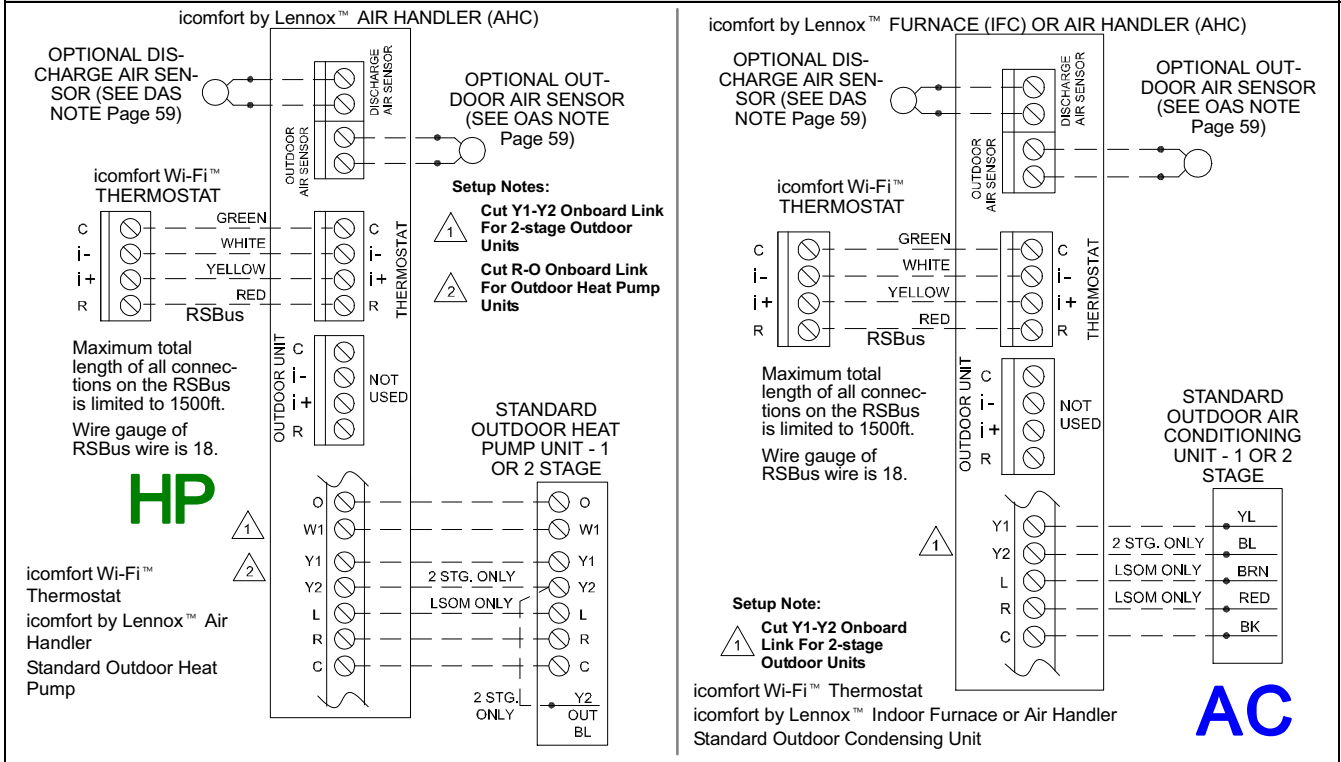 icomfort by Lennox™ AIR HANDLER (AHC)
OPTIONAL DIS-
CHARGE AIR SEN-
SOR (SEE DAS
NOTE Page 59)
DISCHARGE
AIR SENSOR
OPTIONAL OUT-
DOOR AIR SENSOR
(SEE OAS NOTE
Page 59)
OUTDOOR
AIR SENSOR
icomfort Wi-Fi™
THERMOSTAT
C
i-
i+
R
GREEN
WHITE
YELLOW
RED
RSBus
C
i-
i+
R
THERMOSTAT
Setup Notes:
1
Cut Y1-Y2 Onboard Link
For 2-stage Outdoor
Units
2
Cut R-O Onboard Link
For Outdoor Heat Pump
Units
Maximum total
length of all connec-
tions on the RSBus
is limited to 1500ft.
Wire gauge of
RSBus wire is 18.
OUTDOOR UNIT
C
i-
i+
R
NOT
USED
HP
STANDARD
OUTDOOR HEAT
PUMP UNIT - 1
OR 2 STAGE
1
2
O
W1
Y1
Y2
L
R
C
2 STG. ONLY
LSOM ONLY
O
W1
Y1
Y2
L
R
C
2 STG.
ONLY
Y2
OUT
BL
icomfort Wi-Fi™
Thermostat
icomfort by Lennox™ Air
Handler
Standard Outdoor Heat
Pump
icomfort by Lennox™ FURNACE (IFC) OR AIR HANDLER (AHC)
OPTIONAL DIS-
CHARGE AIR SEN-
SOR (SEE DAS
NOTE Page 59)
DISCHARGE
AIR SENSOR
OPTIONAL OUT-
DOOR AIR SENSOR
(SEE OAS NOTE
Page 59)
OUTDOOR
AIR SENSOR
icomfort Wi-Fi™
THERMOSTAT
C
i-
i+
R
GREEN
WHITE
YELLOW
RED
RSBus
C
i-
i+
R
THERMOSTAT
Maximum total
length of all connec-
tions on the RSBus
is limited to 1500ft.
Wire gauge of
RSBus wire is 18.
OUTDOOR UNIT
C
i-
i+
R
NOT
USED
STANDARD
OUTDOOR AIR
CONDITIONING
UNIT - 1 OR 2
STAGE
1
Y1
Y2
L
R
C
2 STG. ONLY
LSOM ONLY
LSOM ONLY
YL
BL
BRN
RED
BK
Setup Note:
1
Cut Y1-Y2 Onboard
Link For 2-stage
Outdoor Units
icomfort Wi-Fi™ Thermostat
icomfort by Lennox™ Indoor Furnace or Air Handler
Standard Outdoor Condensing Unit
AC